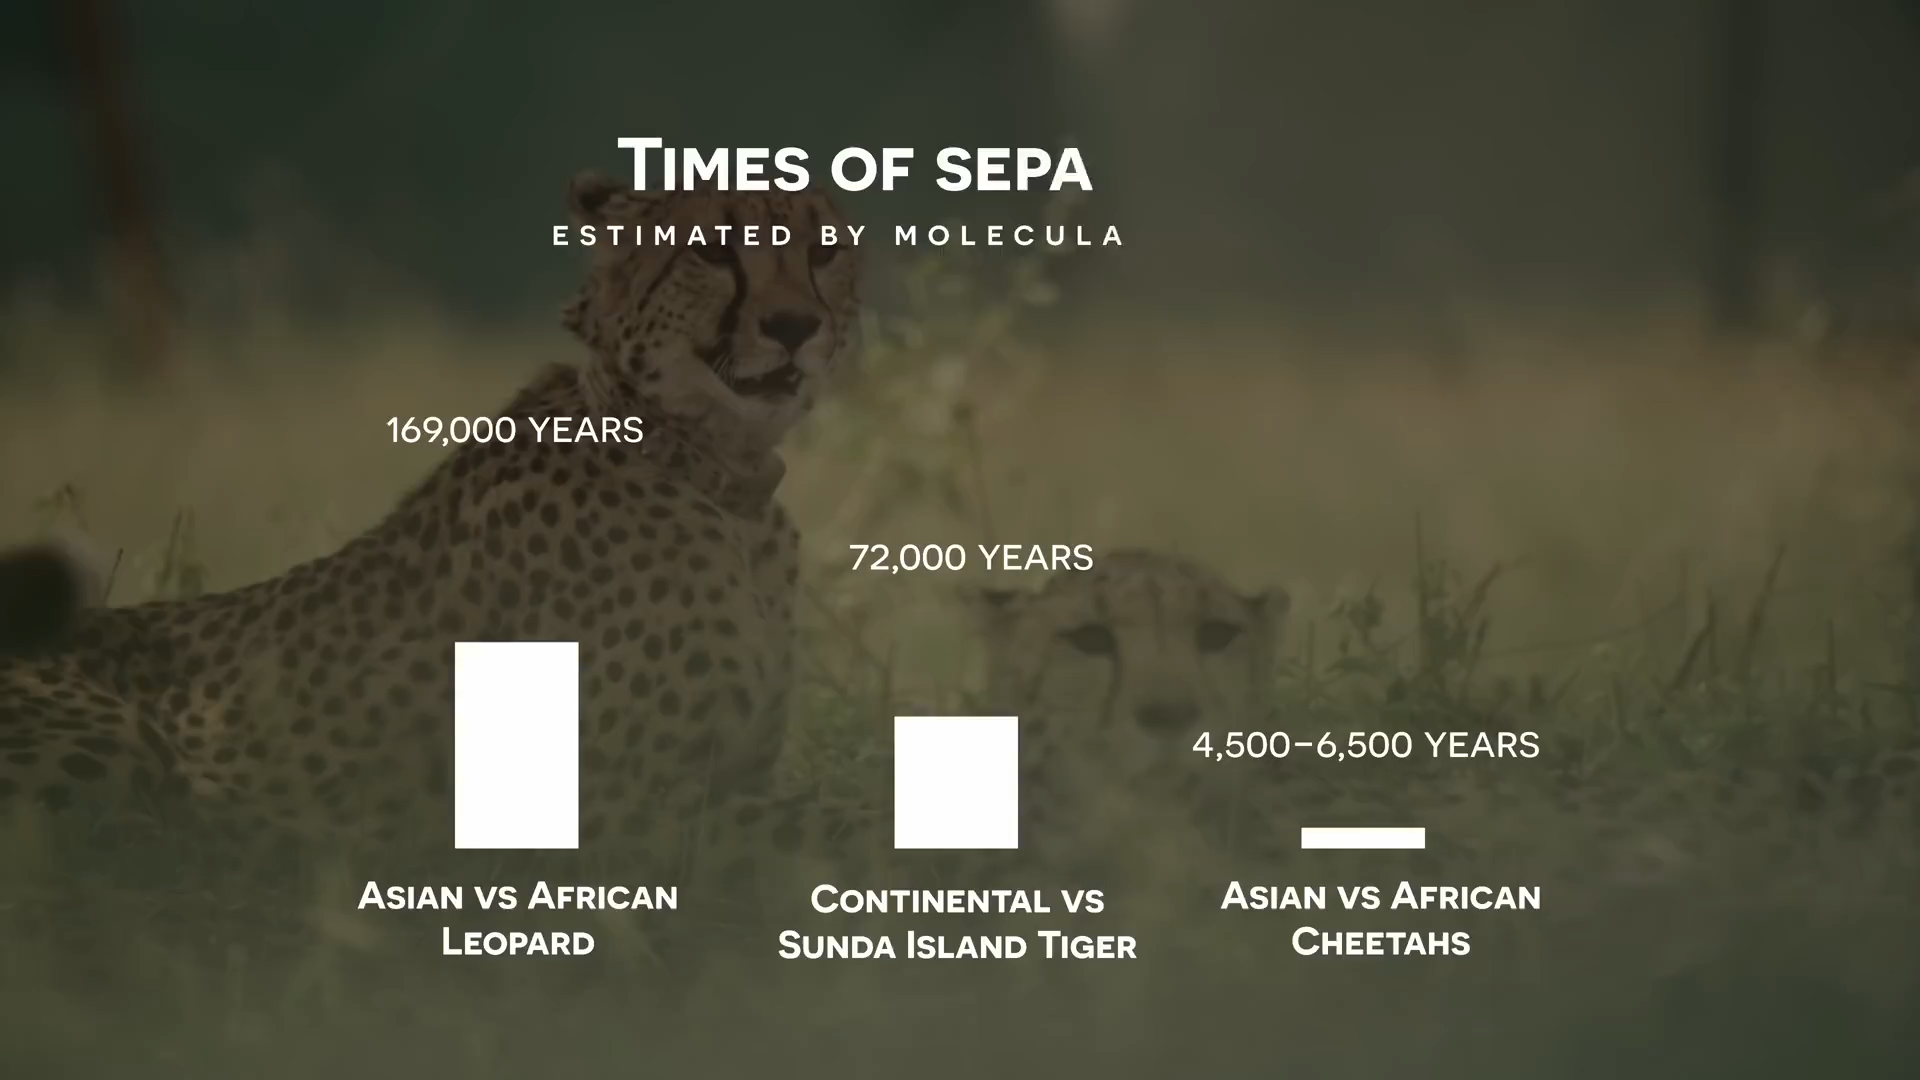 Times of sepa
ESTIMATED BY MOLECULA
169,000 YEARS
72,000 YEARS
4,500–6,500 YEARS
Asian vs African
Leopard
Continental vs
Sunda Island Tiger
Asian vs African
Cheetahs